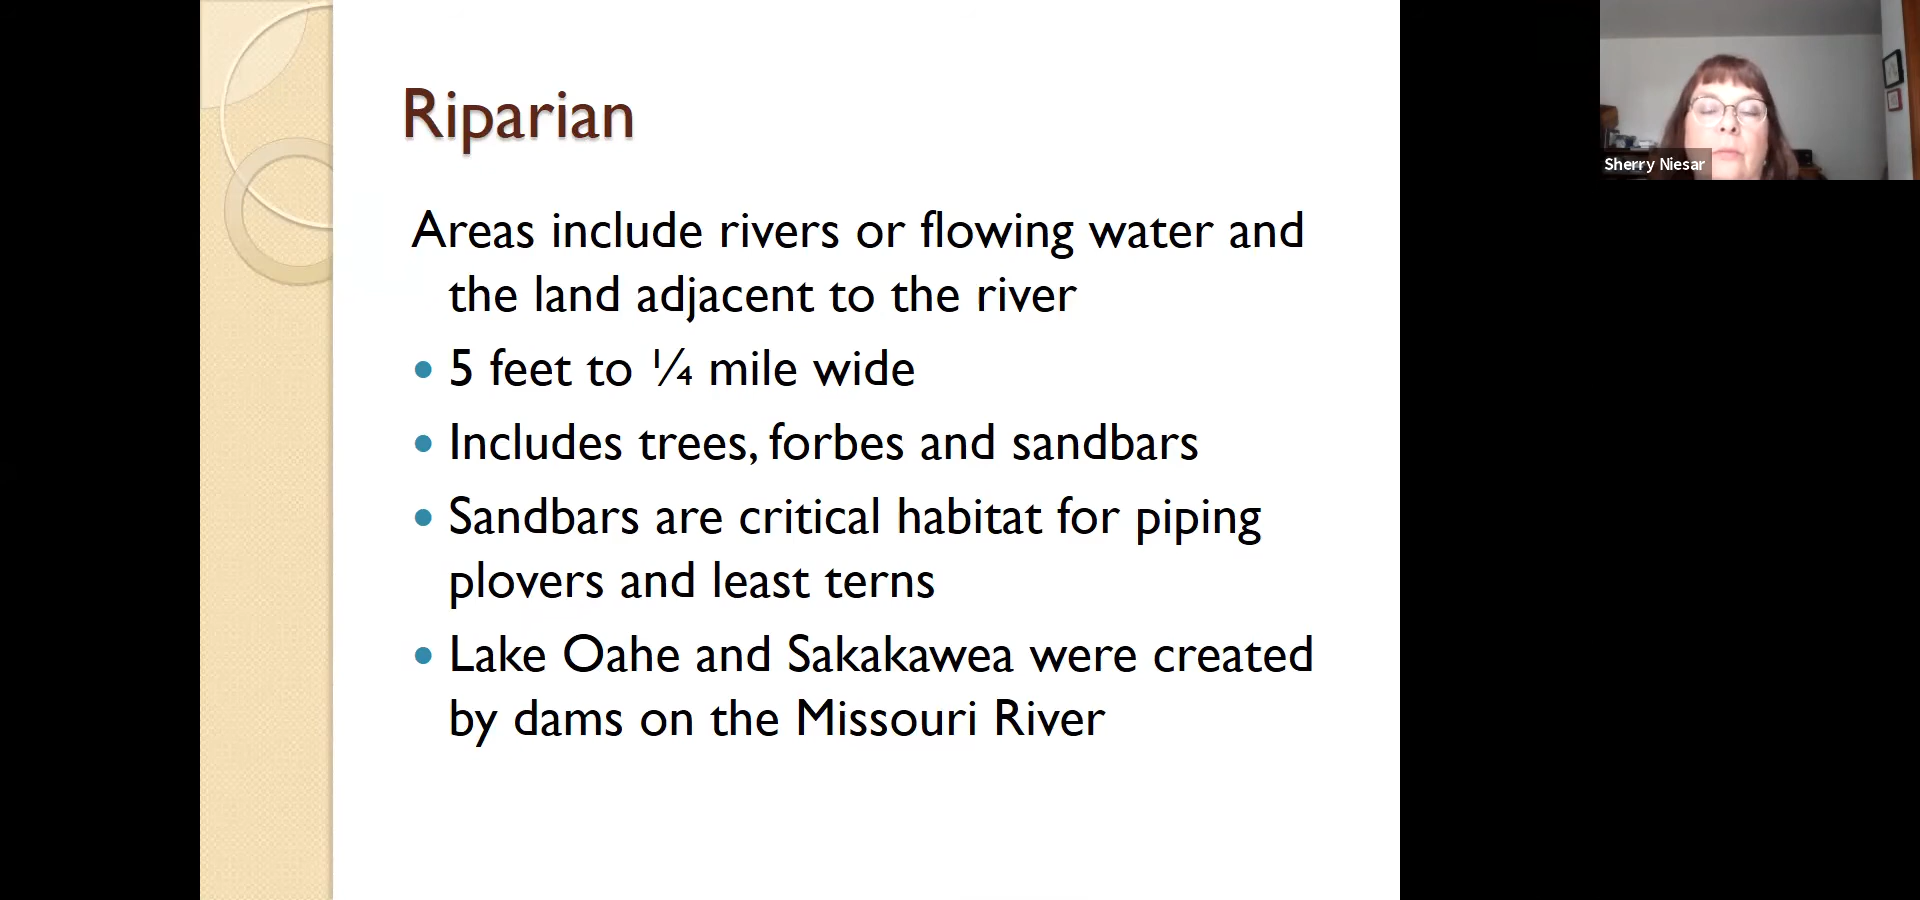 Riparian
Areas include rivers or flowing water and
the land adjacent to the river
• 5 feet to ¼ mile wide
• Includes trees, forbes and sandbars
• Sandbars are critical habitat for piping
plovers and least terns
• Lake Oahe and Sakakawea were created
by dams on the Missouri River
Sherry Niesar